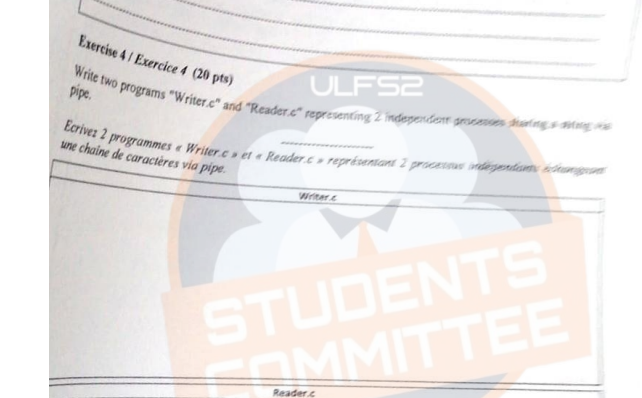 Exercise 4 / Exercice 4 (20 pts)
ULFS2
Write two programs "Writer.c" and "Reader.c" representing 2 independent processes sharing a string via
pipe.
Ecrivez 2 programmes « Writer.c » et « Reader.c » représentant 2 processus indépendants échangeant
une chaîne de caractères via pipe.
Writer.c
STUDENTS
COMMITTEE
Reader.c